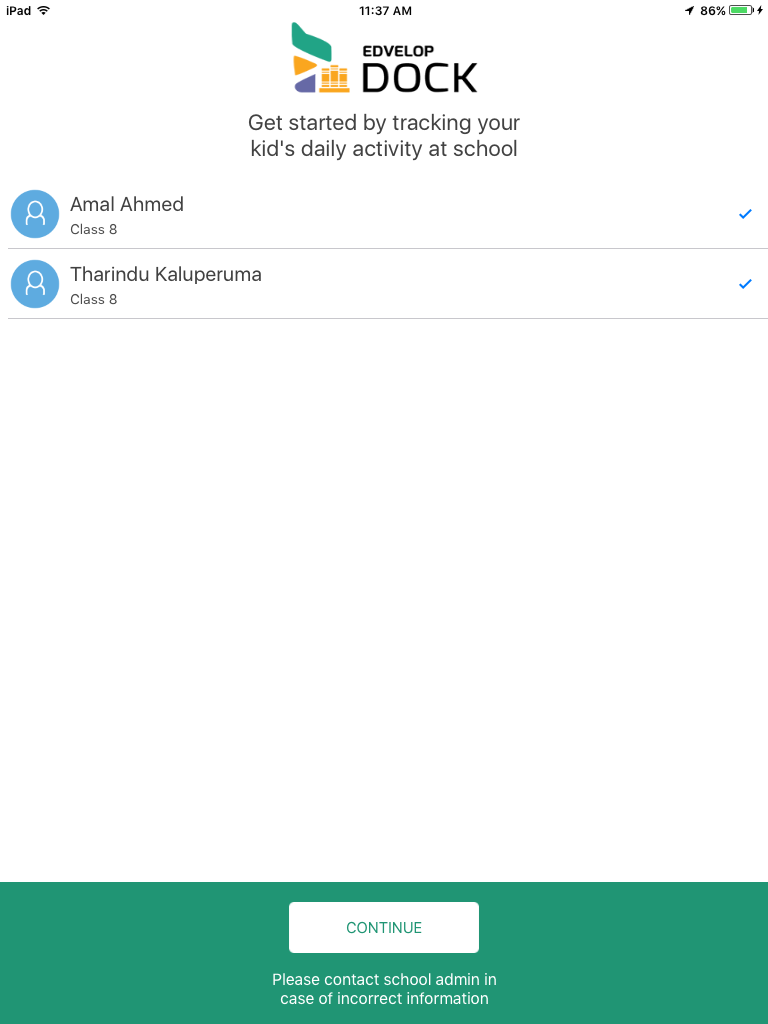 iPad 11:37 AM 86%
EDVELOP
DOCK
Get started by tracking your
kid's daily activity at school
Amal Ahmed
Class 8
Tharindu Kaluperuma
Class 8
CONTINUE
Please contact school admin in
case of incorrect information